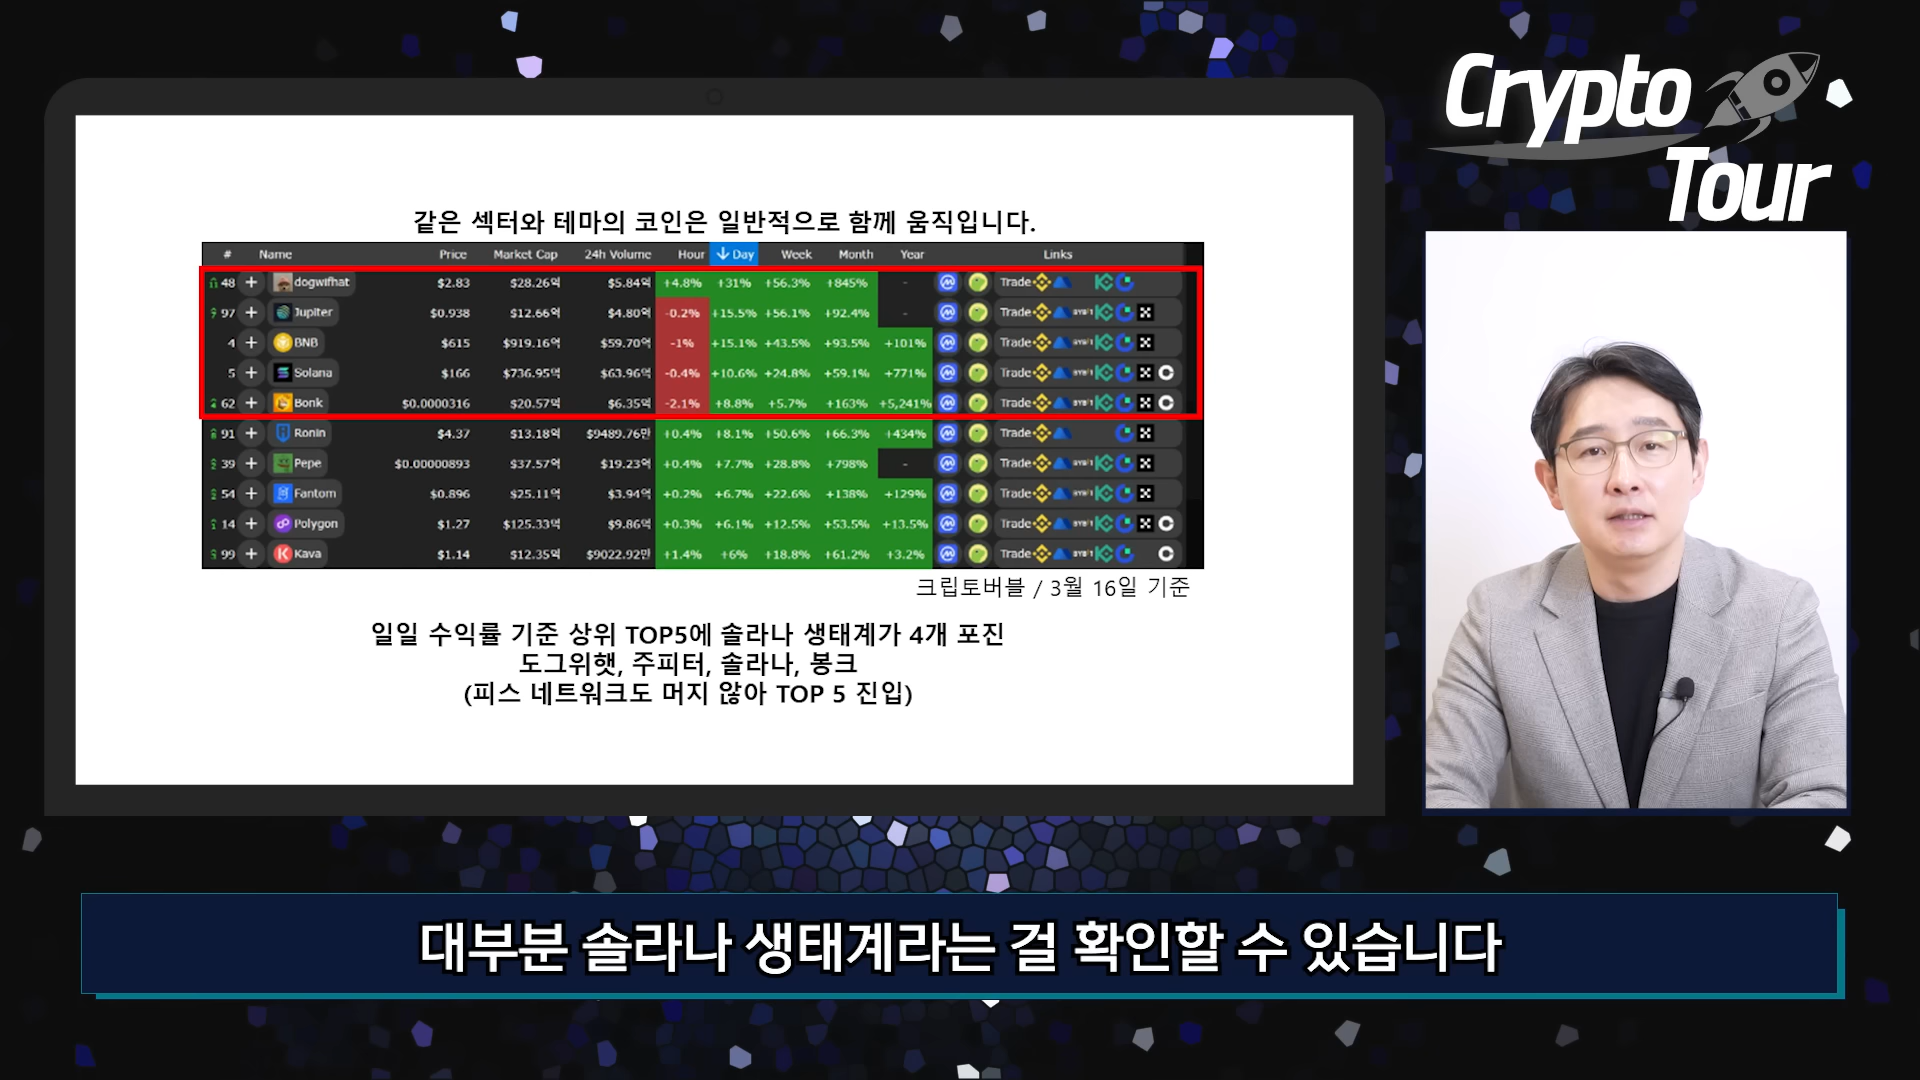 Crypto
Tour
같은 섹터와 테마의 코인은 일반적으로 함께 움직입니다.
# Name Price Market Cap 24h Volume Hour Day Week Month Year Links
48 + dogwifhat $2.83 $28.26억 $5.84억 +4.8% +31% +56.3% +845% - Trade
97 + Jupiter $0.938 $12.66억 $4.80억 -0.2% +15.5% +56.1% +92.4% - Trade
4 + BNB $615 $919.16억 $59.70억 -1% +15.1% +43.5% +93.5% +101% Trade
5 + Solana $166 $736.95억 $63.96억 -0.4% +10.6% +24.8% +59.1% +771% Trade
62 + Bonk $0.0000316 $20.57억 $6.35억 -2.1% +8.8% +5.7% +163% +5,241% Trade
91 + Ronin $4.37 $13.18억 $9489.76만 +0.4% +8.1% +50.6% +66.3% +434% Trade
39 + Pepe $0.00000893 $37.57억 $19.23억 +0.4% +7.7% +28.8% +798% - Trade
54 + Fantom $0.896 $25.11억 $3.94억 +0.2% +6.7% +22.6% +138% +129% Trade
14 + Polygon $1.27 $125.33억 $9.86억 +0.3% +6.1% +12.5% +53.5% +13.5% Trade
99 + Kava $1.14 $12.35억 $9022.92만 +1.4% +6% +18.8% +61.2% +3.2% Trade
크립토버블 / 3월 16일 기준
일일 수익률 기준 상위 TOP5에 솔라나 생태계가 4개 포진
도그위햇, 주피터, 솔라나, 봉크
(피스 네트워크도 머지 않아 TOP 5 진입)
대부분 솔라나 생태계라는 걸 확인할 수 있습니다